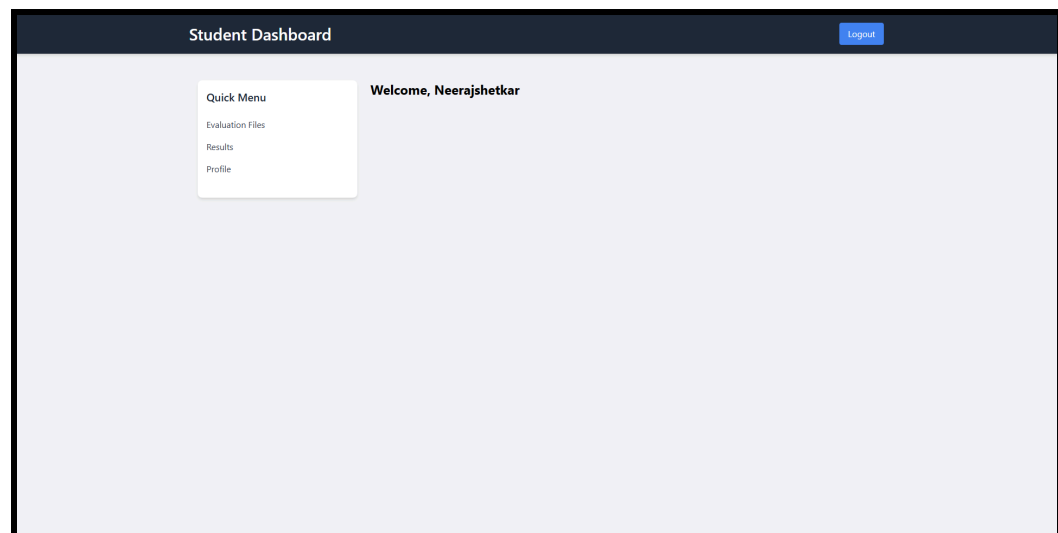 Student Dashboard
Logout
Quick Menu
Evaluation Files
Results
Profile
Welcome, Neerajshetkar